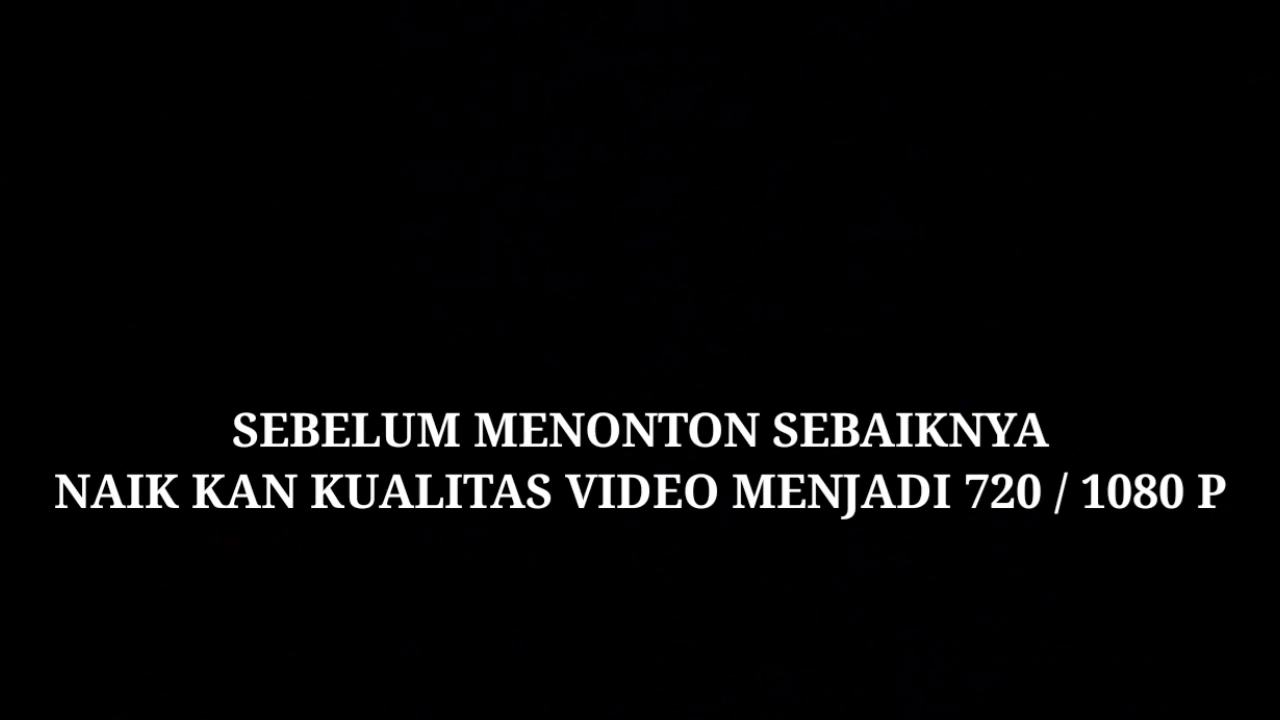 SEBELUM MENONTON SEBAIKNYA
NAIK KAN KUALITAS VIDEO MENJADI 720 / 1080 P